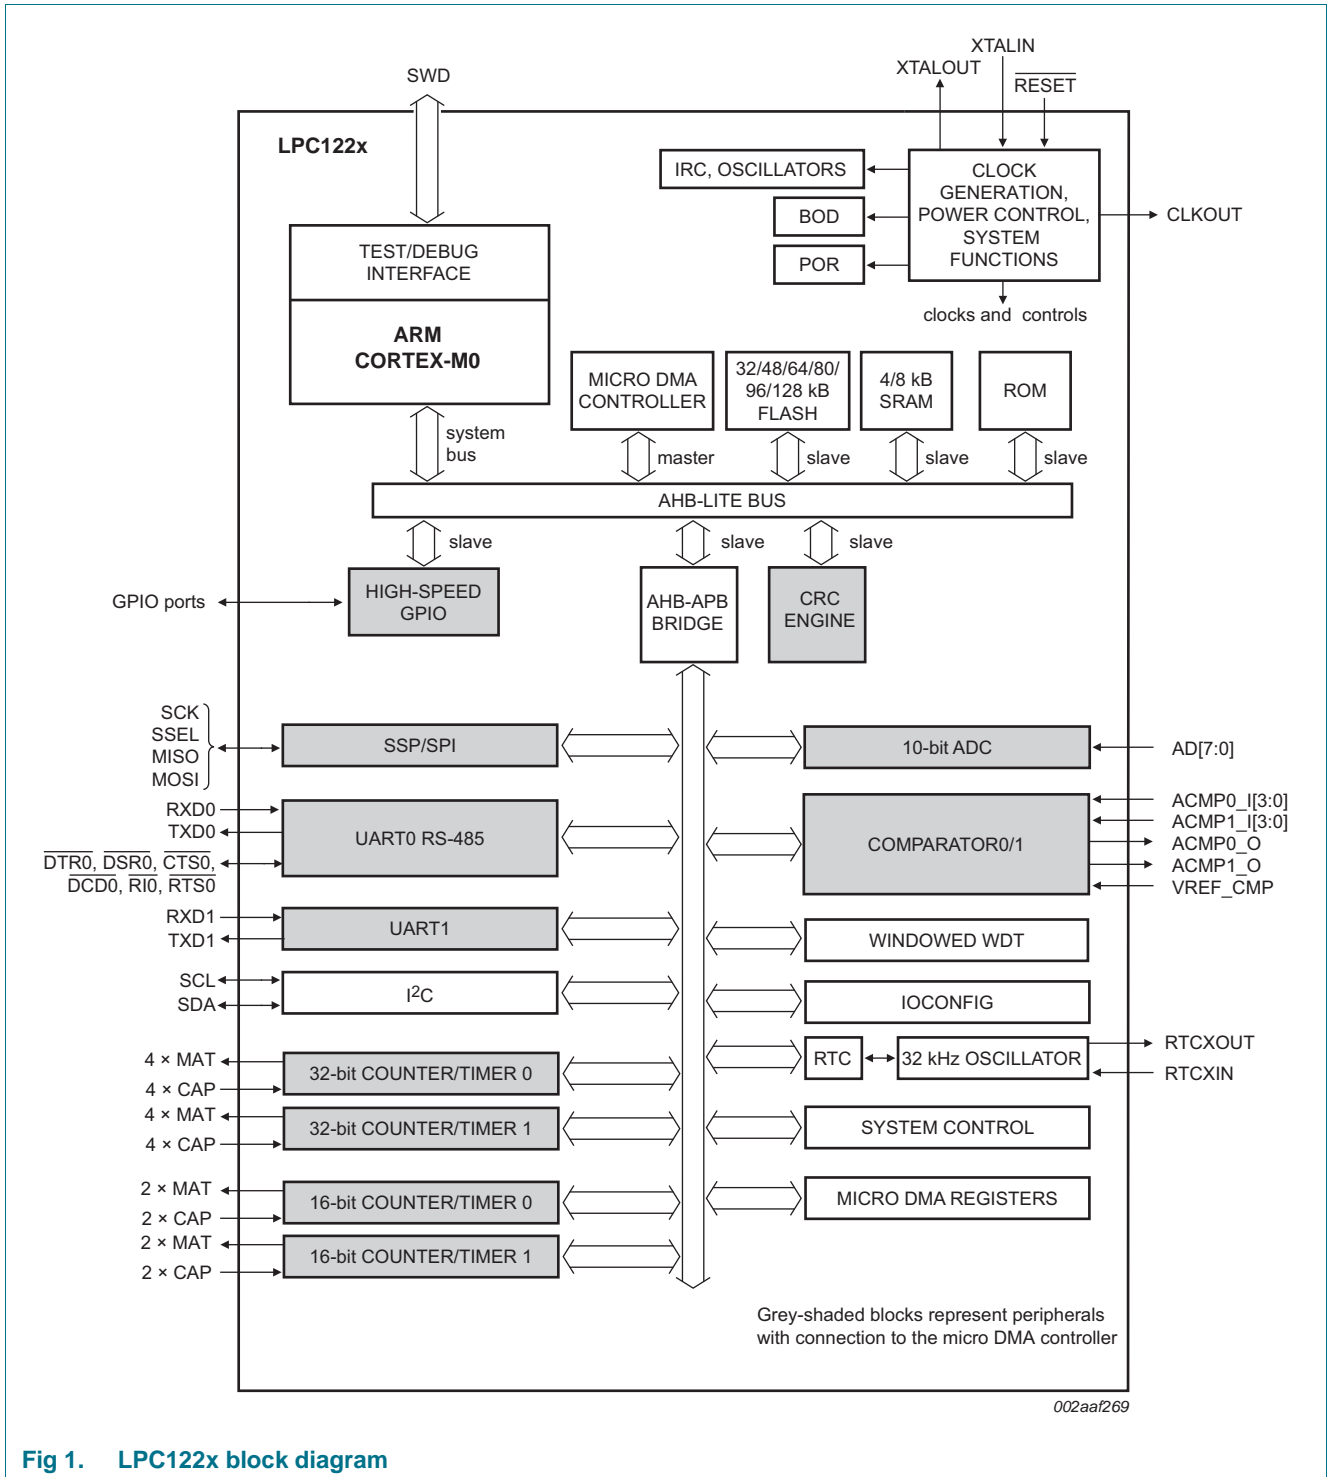 XTALIN
XTALOUT
SWD
RESET
LPC122x
IRC, OSCILLATORS
CLOCK
GENERATION,
POWER CONTROL,
SYSTEM
FUNCTIONS
BOD
CLKOUT
POR
TEST/DEBUG
INTERFACE
clocks and controls
ARM
CORTEX-M0
MICRO DMA
CONTROLLER
32/48/64/80/
96/128 kB
FLASH
4/8 kB
SRAM
ROM
system
bus
master
slave
slave
slave
AHB-LITE BUS
slave
slave
slave
GPIO ports
HIGH-SPEED
GPIO
AHB-APB
BRIDGE
CRC
ENGINE
SCK
SSEL
MISO
MOSI
SSP/SPI
10-bit ADC
AD[7:0]
RXD0
TXD0
DTR0, DSR0, CTS0,
DCD0, RI0, RTS0
UART0 RS-485
COMPARATOR0/1
ACMP0_I[3:0]
ACMP1_I[3:0]
ACMP0_O
ACMP1_O
VREF_CMP
RXD1
TXD1
UART1
WINDOWED WDT
SCL
SDA
I2C
IOCONFIG
4 × MAT
4 × CAP
32-bit COUNTER/TIMER 0
RTC
32 kHz OSCILLATOR
RTCXOUT
RTCXIN
4 × MAT
4 × CAP
32-bit COUNTER/TIMER 1
SYSTEM CONTROL
2 × MAT
2 × CAP
16-bit COUNTER/TIMER 0
MICRO DMA REGISTERS
2 × MAT
2 × CAP
16-bit COUNTER/TIMER 1
Grey-shaded blocks represent peripherals
with connection to the micro DMA controller
002aaf269
Fig 1. LPC122x block diagram